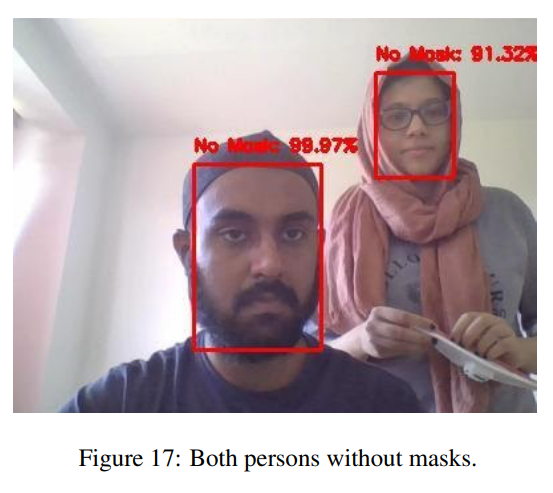 No Mask: 91.32%
No Mask: 99.97%
Figure 17: Both persons without masks.